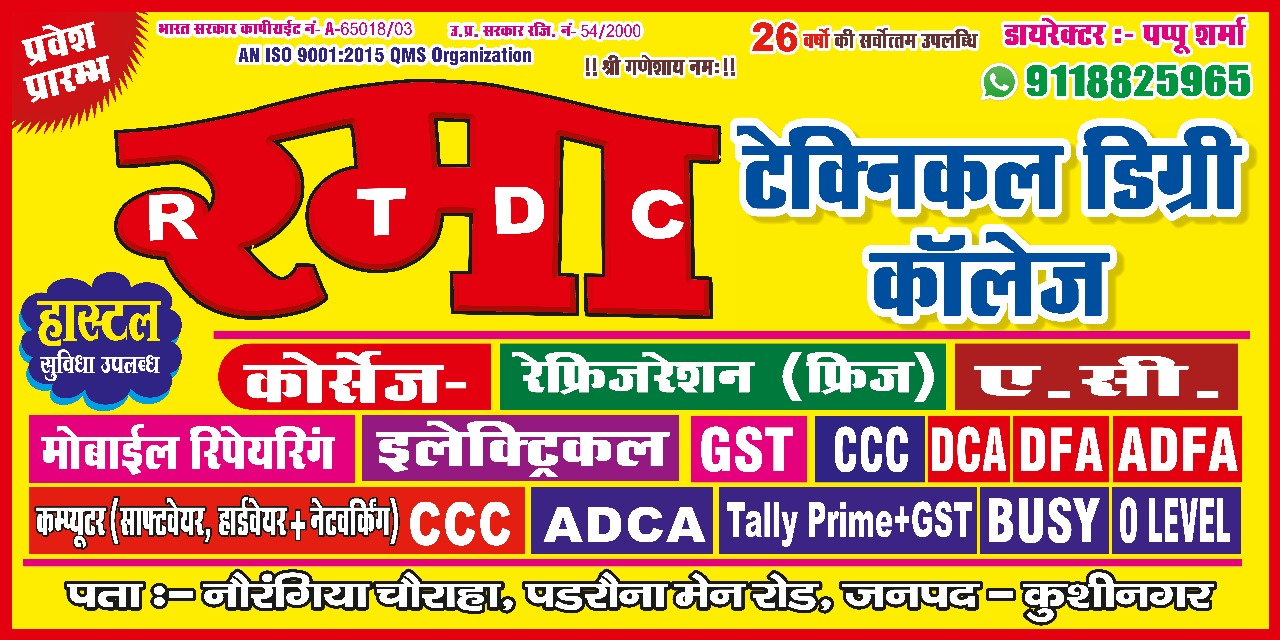 प्रवेश
प्रारम्भ
भारत सरकार कापीराईट नं- A-65018/03
उ.प्र. सरकार रजि. नं- 54/2000
AN ISO 9001:2015 QMS Organization
!! श्री गणेशाय नमः!!
26 वर्षो की सर्वोत्तम उपलब्धि
डायरेक्टर :- पप्पू शर्मा
9118825965
रमा
R T D C
टेक्निकल डिग्री
कॉलेज
हास्टल
सुविधा उपलब्ध
कोर्सेज- रेफ्रिजरेशन (फ्रिज) ए_सी_
मोबाईल रिपेयरिंग इलेक्ट्रिकल GST CCC DCA DFA ADFA
कम्प्यूटर (साफ्टवेयर, हार्डवेयर + नेटवर्किंग) CCC ADCA Tally Prime+GST BUSY O LEVEL
पता :– नौरंगिया चौराहा, पडरौना मेन रोड, जनपद – कुशीनगर